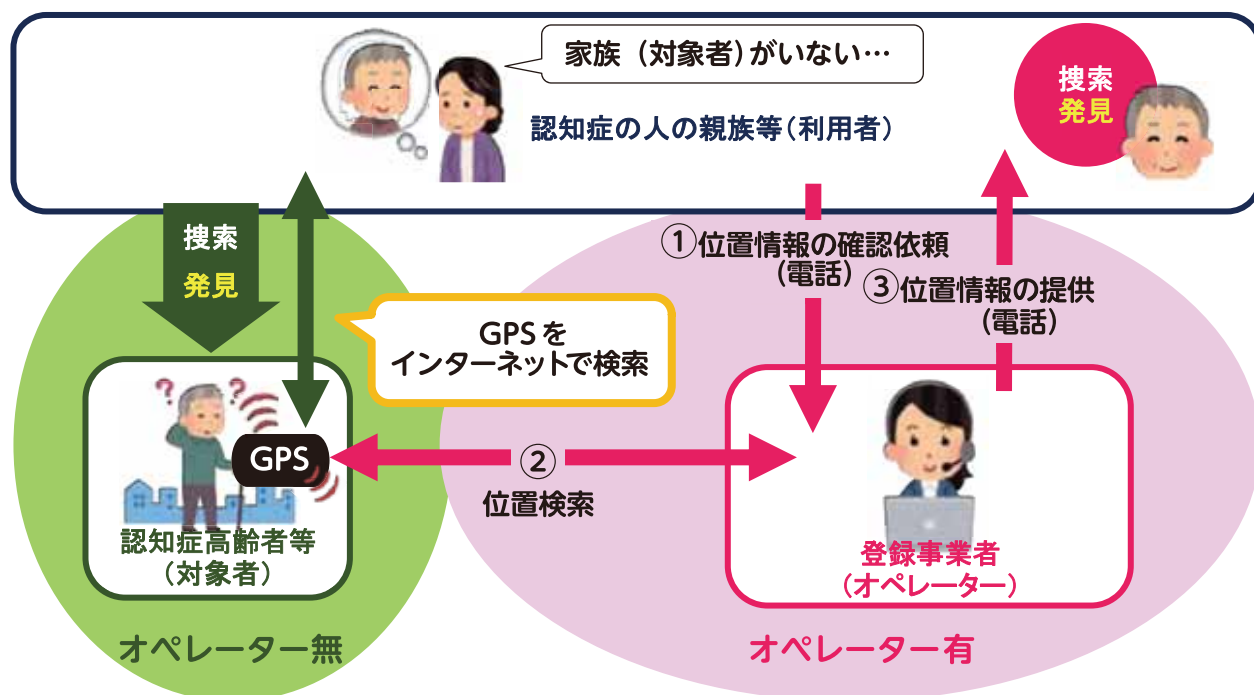 家族（対象者）がいない…
認知症の人の親族等（利用者）
捜索
発見
捜索
発見
①位置情報の確認依頼
（電話）
③位置情報の提供
（電話）
GPSを
インターネットで検索
? ?
GPS
②
位置検索
認知症高齢者等
（対象者）
登録事業者
（オペレーター）
オペレーター無
オペレーター有